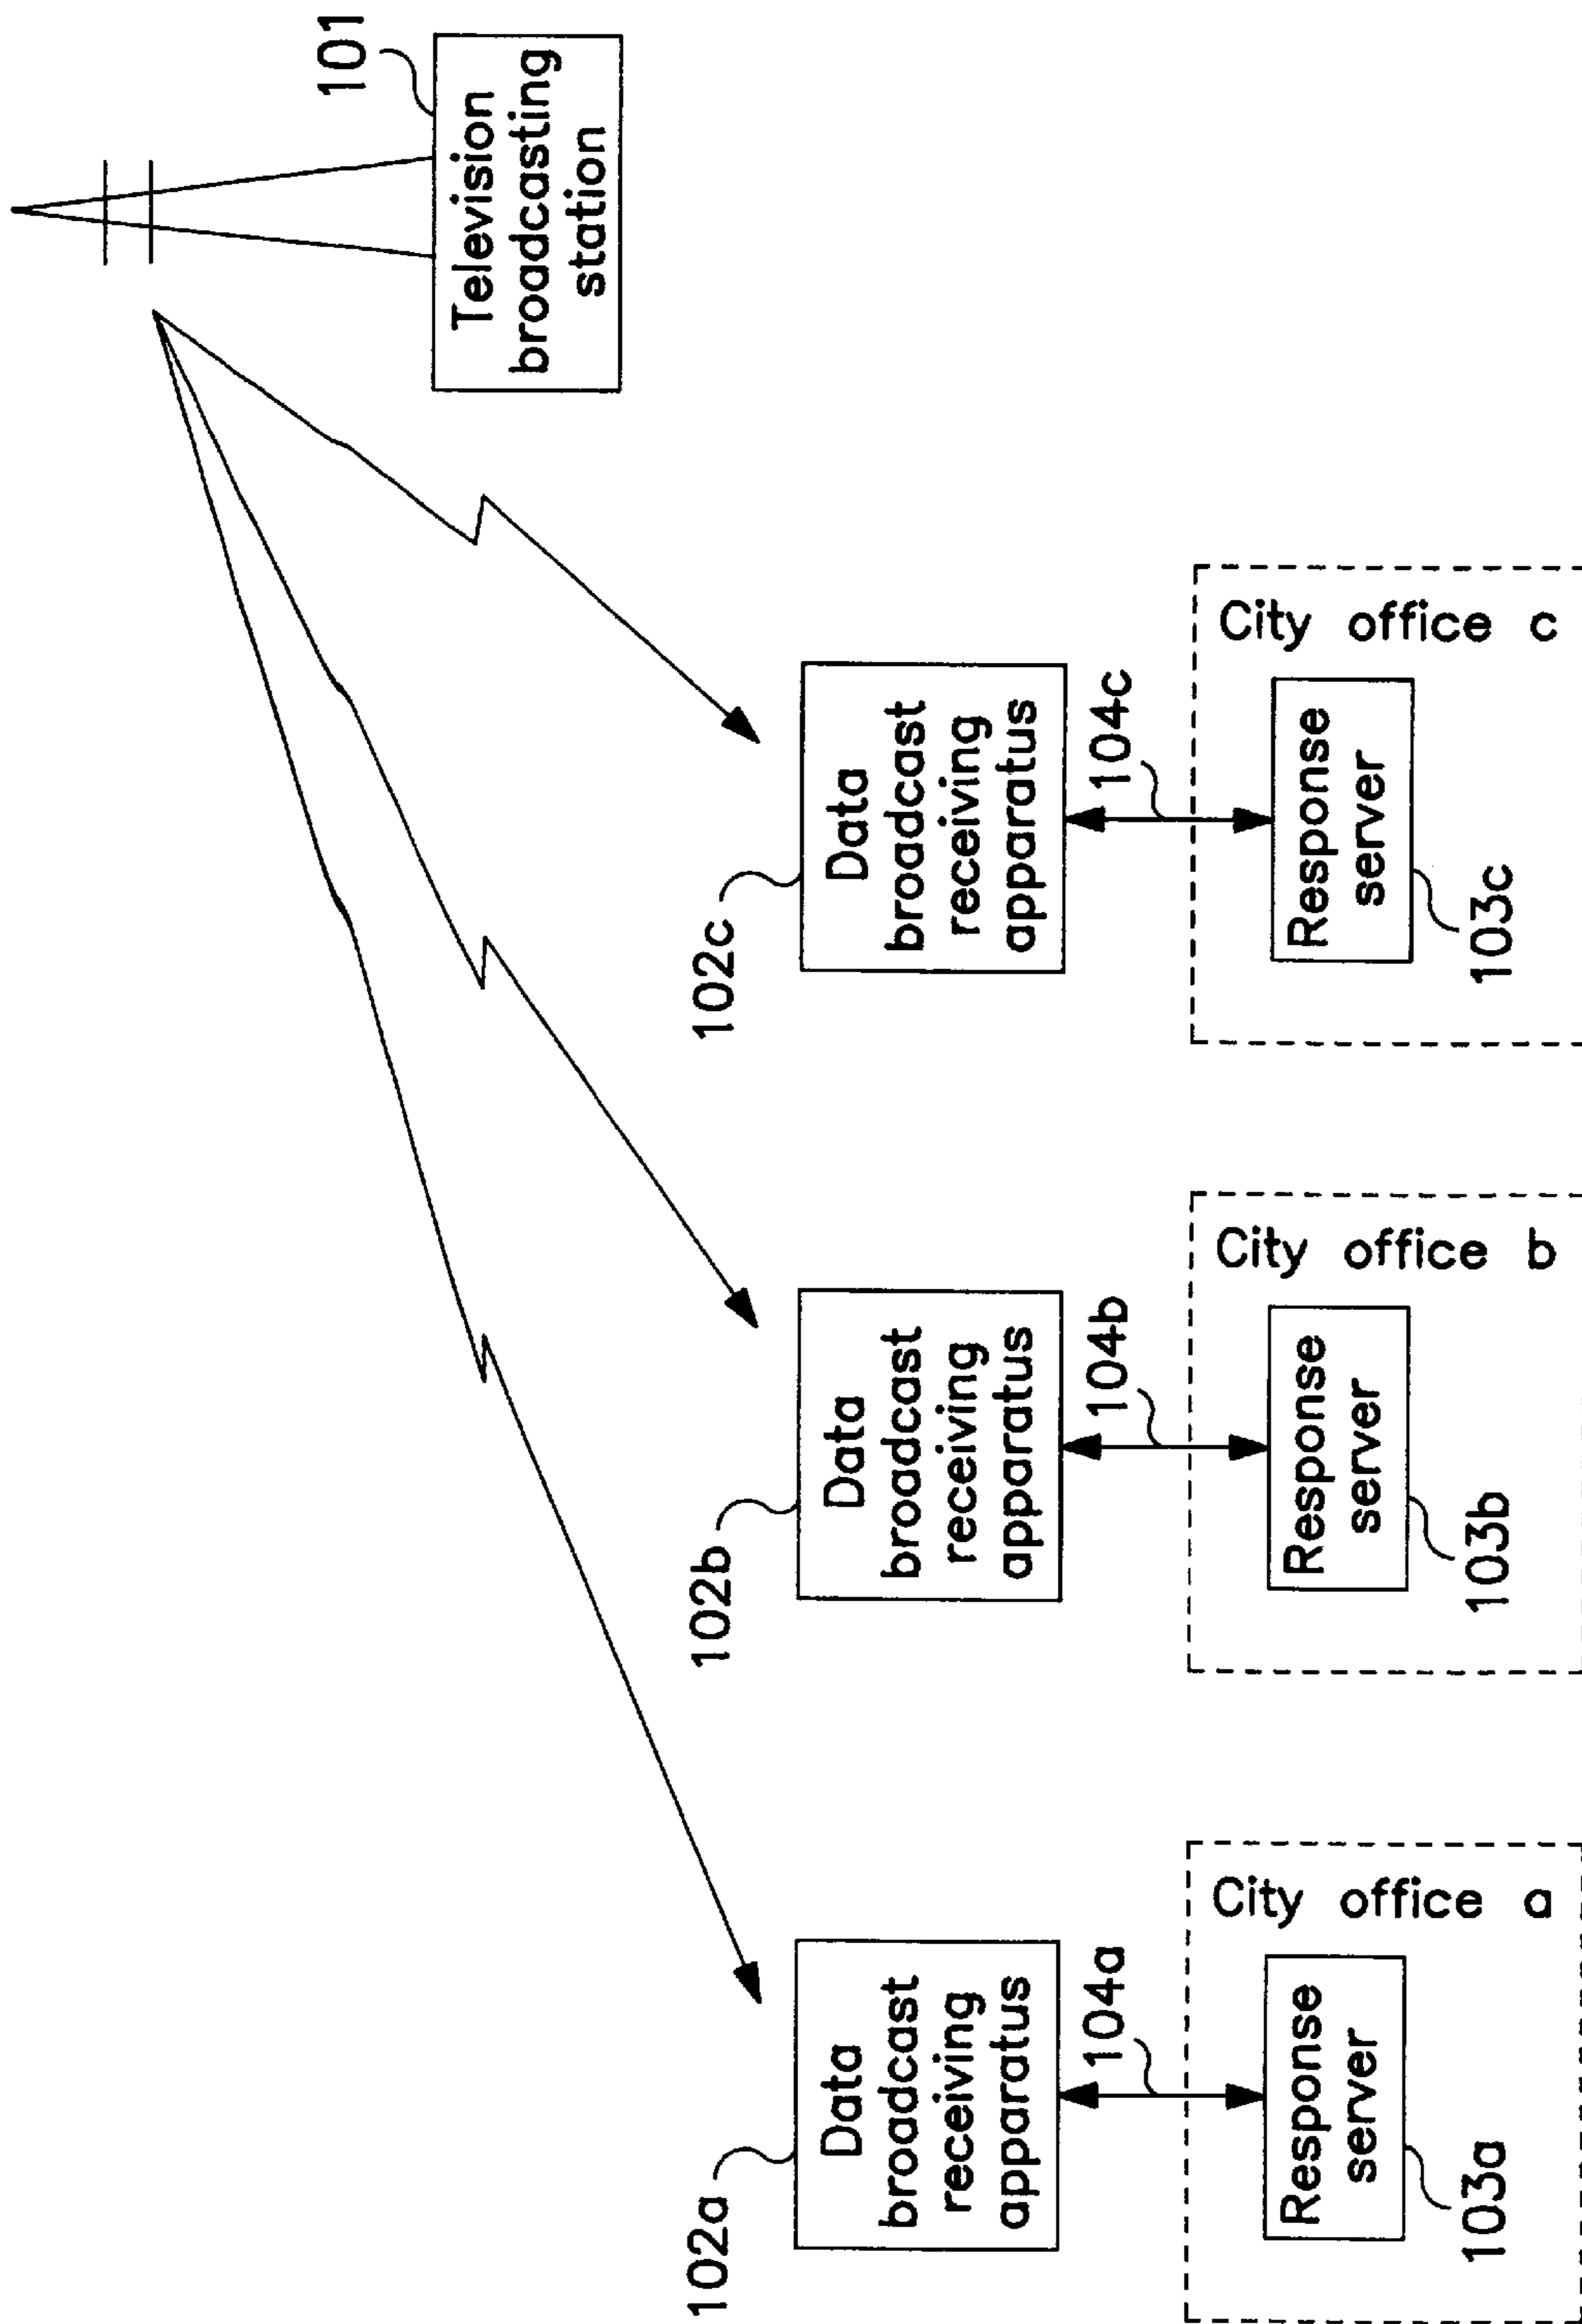 101
Television
broadcasting
station
102a
Data
broadcast
receiving
apparatus
102b
Data
broadcast
receiving
apparatus
102c
Data
broadcast
receiving
apparatus
104a
104b
104c
City office a
Response
server
103a
City office b
Response
server
103b
City office c
Response
server
103c